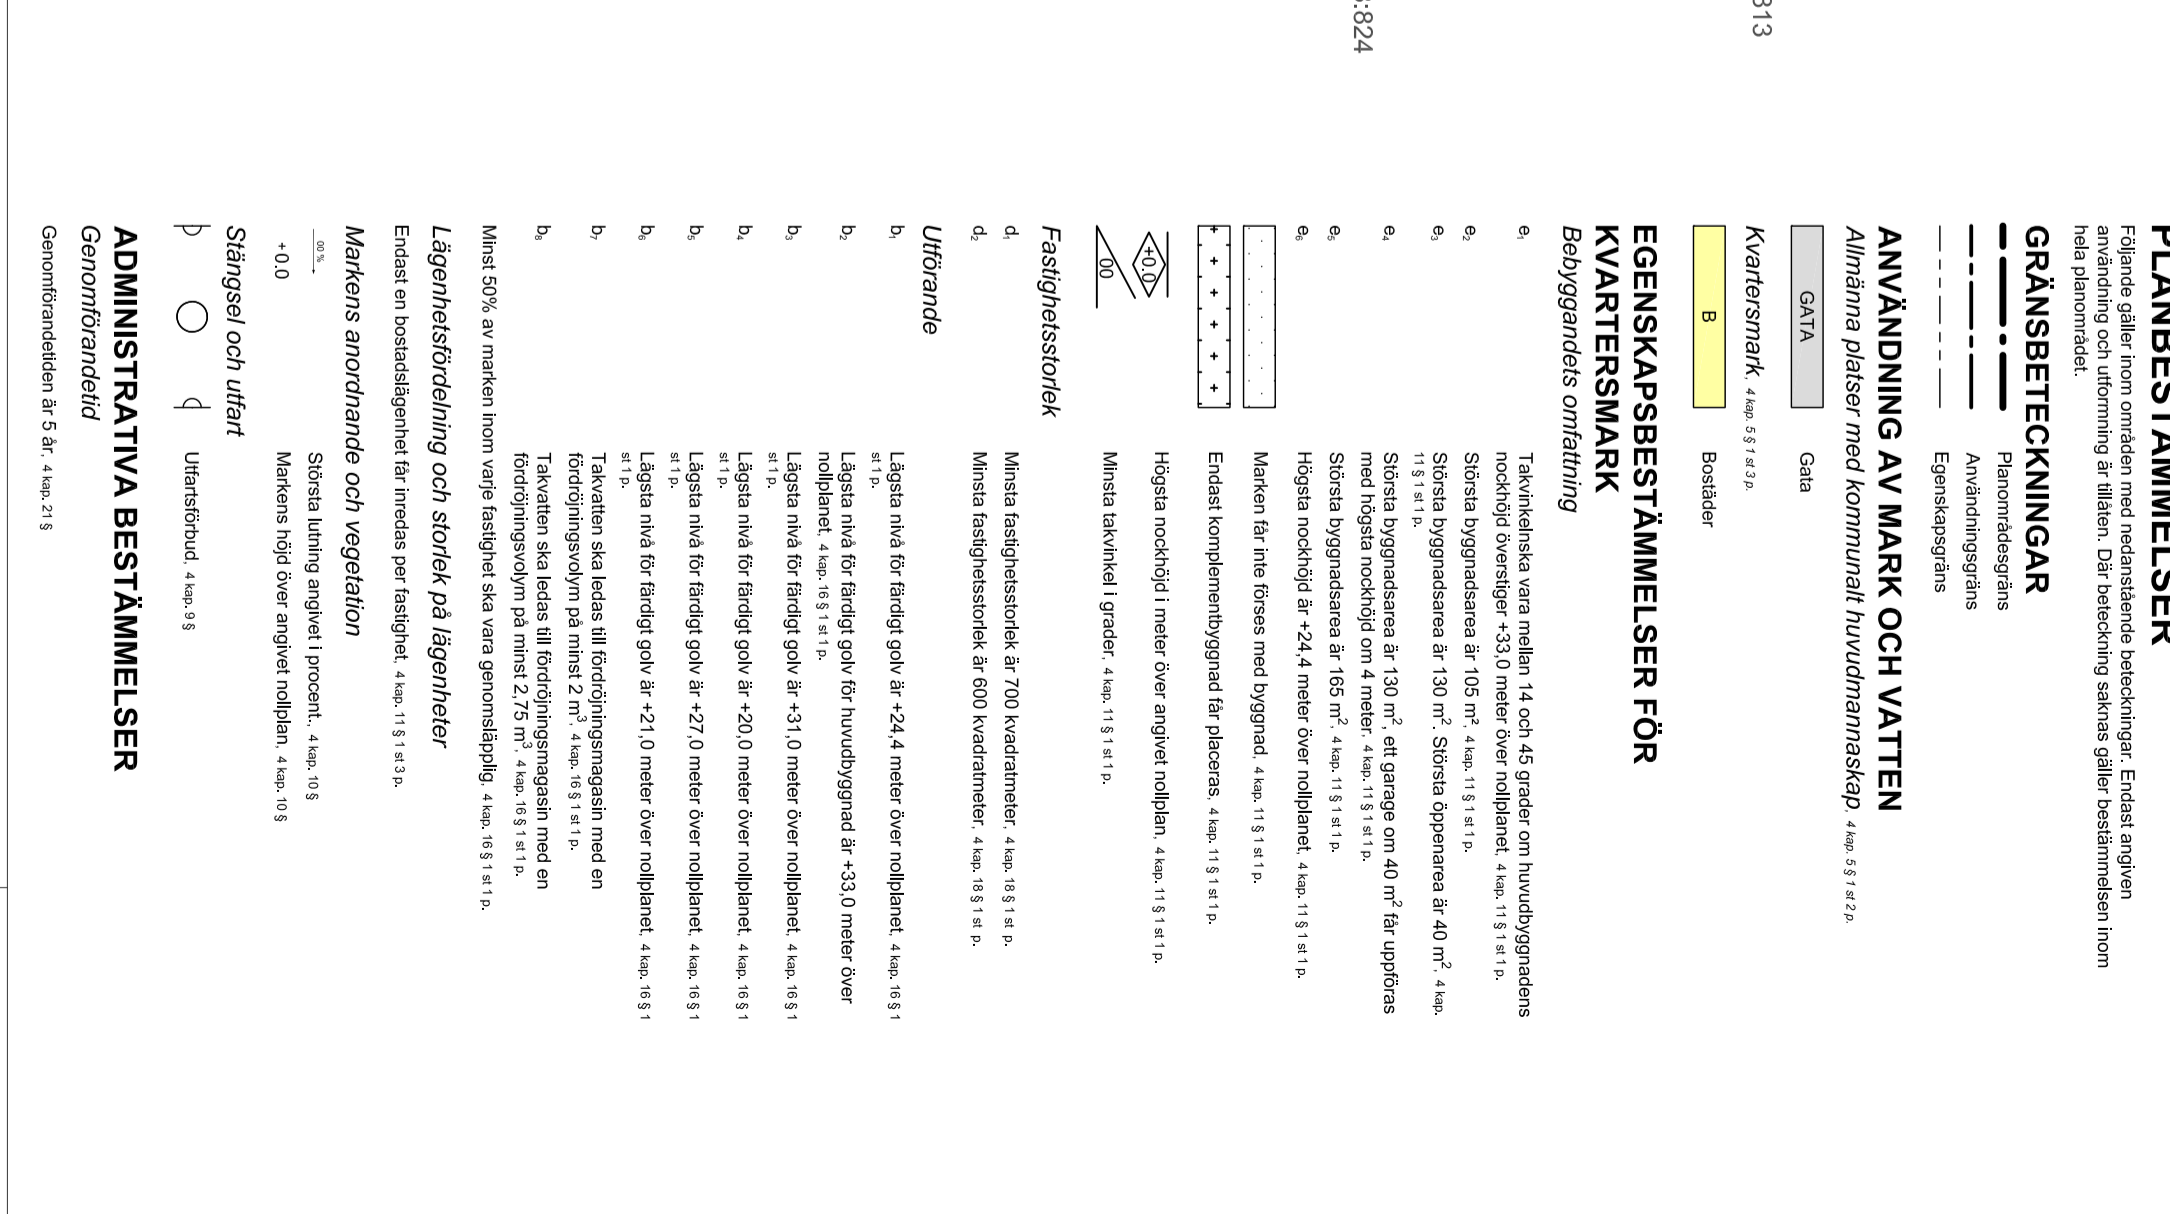 PLANBESTÄMMELSER
Följande gäller inom områden med nedanstående beteckningar. Endast angiven
användning och utformning är tillåten. Där beteckning saknas gäller bestämmelsen inom
hela planområdet.
GRÄNSBETECKNINGAR
Planområdesgräns
Användningsgräns
Egenskapsgräns
ANVÄNDNING AV MARK OCH VATTEN
Allmänna platser med kommunalt huvudmannaskap, 4 kap. 5 § 1 st 2 p.
GATA Gata
Kvartersmark, 4 kap. 5 § 1 st 3 p.
B Bostäder
EGENSKAPSBESTÄMMELSER FÖR
KVARTERSMARK
Bebyggandets omfattning
e1 Takvinkelnska vara mellan 14 och 45 grader om huvudbyggnadens
nockhöjd överstiger +33,0 meter över nollplanet, 4 kap. 11 § 1 st 1 p.
e2 Största byggnadsarea är 105 m², 4 kap. 11 § 1 st 1 p.
e3 Största byggnadsarea är 130 m². Största öppenarea är 40 m², 4 kap.
11 § 1 st 1 p.
e4 Största byggnadsarea är 130 m², ett garage om 40 m² får uppföras
med högsta nockhöjd om 4 meter, 4 kap. 11 § 1 st 1 p.
e5 Största byggnadsarea är 165 m², 4 kap. 11 § 1 st 1 p.
e6 Högsta nockhöjd är +24,4 meter över nollplanet, 4 kap. 11 § 1 st 1 p.
Marken får inte förses med byggnad, 4 kap. 11 § 1 st 1 p.
Endast komplementbyggnad får placeras, 4 kap. 11 § 1 st 1 p.
+0.0 Högsta nockhöjd i meter över angivet nollplan, 4 kap. 11 § 1 st 1 p.
00 Minsta takvinkel i grader, 4 kap. 11 § 1 st 1 p.
Fastighetsstorlek
d1 Minsta fastighetsstorlek är 700 kvadratmeter, 4 kap. 18 § 1 st p.
d2 Minsta fastighetsstorlek är 600 kvadratmeter, 4 kap. 18 § 1 st p.
Utförande
b1 Lägsta nivå för färdigt golv är +24,4 meter över nollplanet, 4 kap. 16 § 1
st 1 p.
b2 Lägsta nivå för färdigt golv för huvudbyggnad är +33,0 meter över
nollplanet, 4 kap. 16 § 1 st 1 p.
b3 Lägsta nivå för färdigt golv är +31,0 meter över nollplanet, 4 kap. 16 § 1
st 1 p.
b4 Lägsta nivå för färdigt golv är +20,0 meter över nollplanet, 4 kap. 16 § 1
st 1 p.
b5 Lägsta nivå för färdigt golv är +27,0 meter över nollplanet, 4 kap. 16 § 1
st 1 p.
b6 Lägsta nivå för färdigt golv är +21,0 meter över nollplanet, 4 kap. 16 § 1
st 1 p.
b7 Takvatten ska ledas till fördröjningsmagasin med en
fördröjningsvolym på minst 2 m³, 4 kap. 16 § 1 st 1 p.
b8 Takvatten ska ledas till fördröjningsmagasin med en
fördröjningsvolym på minst 2,75 m³, 4 kap. 16 § 1 st 1 p.
Minst 50% av marken inom varje fastighet ska vara genomsläpplig, 4 kap. 16 § 1 st 1 p.
Lägenhetsfördelning och storlek på lägenheter
Endast en bostadslägenhet får inredas per fastighet, 4 kap. 11 § 1 st 3 p.
Markens anordnande och vegetation
00 % Största lutning angivet i procent., 4 kap. 10 §
+0.0 Markens höjd över angivet nollplan, 4 kap. 10 §
Stängsel och utfart
Utfartsförbud, 4 kap. 9 §
ADMINISTRATIVA BESTÄMMELSER
Genomförandetid
Genomförandetiden är 5 år, 4 kap. 21 §
813
:824